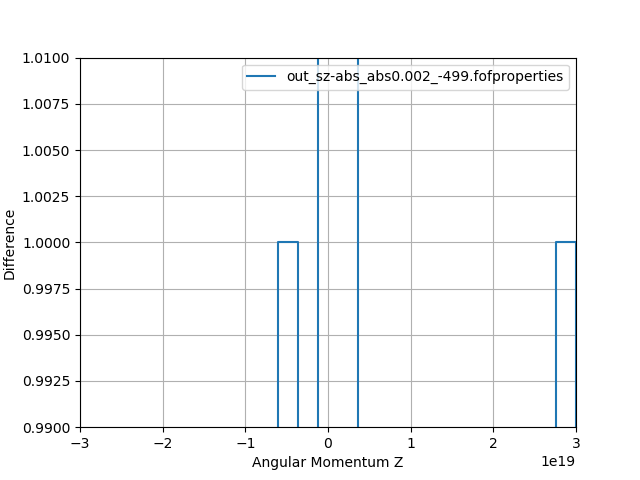 1.0100
out_sz-abs_abs0.002_-499.fofproperties
1.0075
1.0050
1.0025
Difference
1.0000
0.9975
0.9950
0.9925
0.9900
−3 −2 −1 0 1 2 3
Angular Momentum Z
1e19